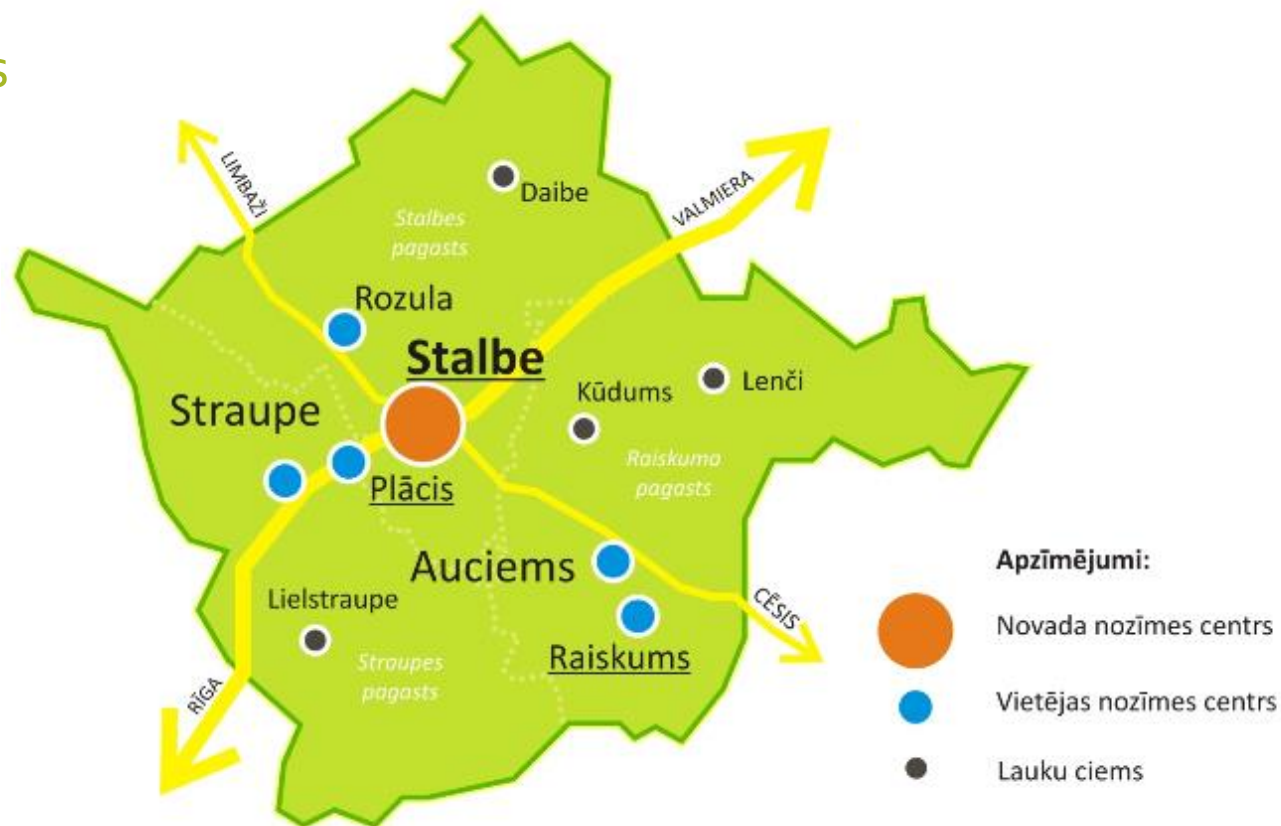 s
LIMBAŽI
VALMIERA
Daibe
Stalbes
pagasts
Rozula
Stalbe
Kūdums
Lenči
Straupe
Raiskuma
pagasts
Plācis
Auciems
Lielstraupe
CĒSIS
Raiskums
Straupes
pagasts
RĪGA
Apzīmējumi:
Novada nozīmes centrs
Vietējas nozīmes centrs
Lauku ciems